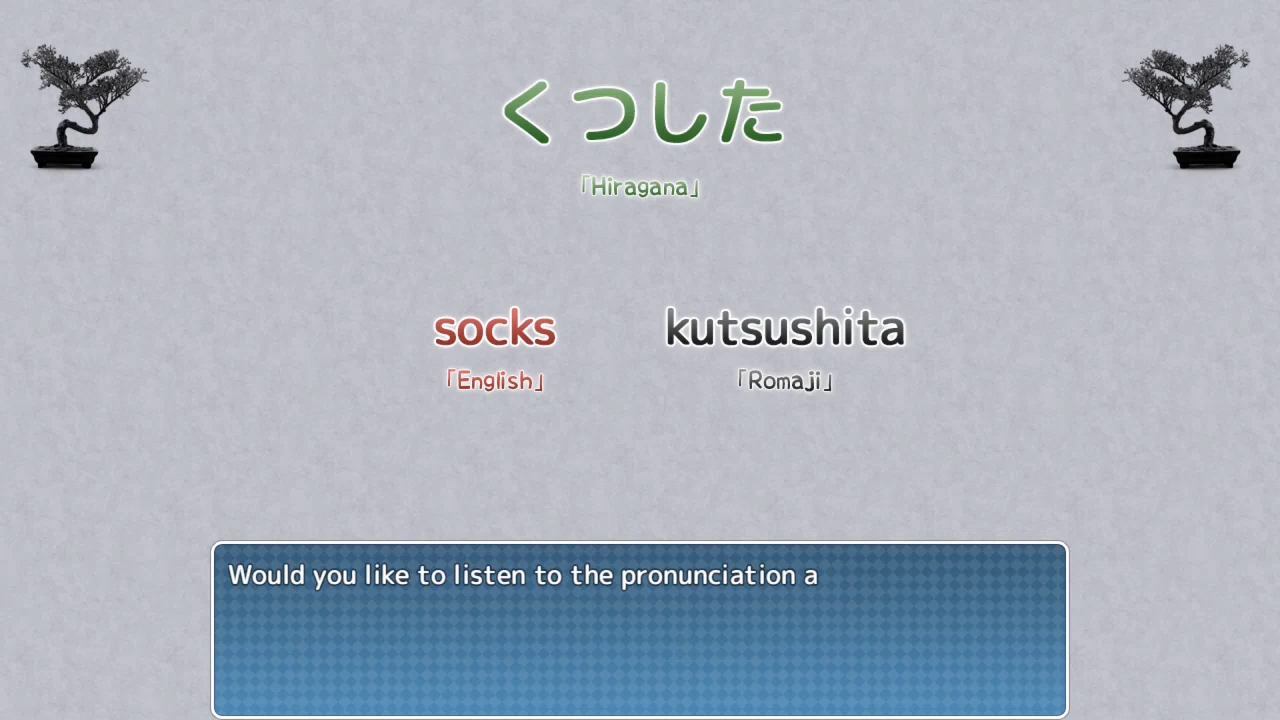 くつした
「Hiragana」
socks
kutsushita
「English」
「Romaji」
Would you like to listen to the pronunciation a